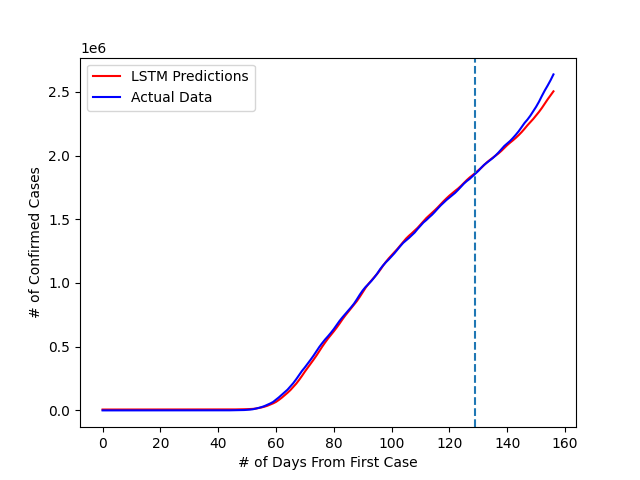 1e6
LSTM Predictions
Actual Data
2.5
2.0
1.5
1.0
0.5
0.0
# of Confirmed Cases
0 20 40 60 80 100 120 140 160
# of Days From First Case